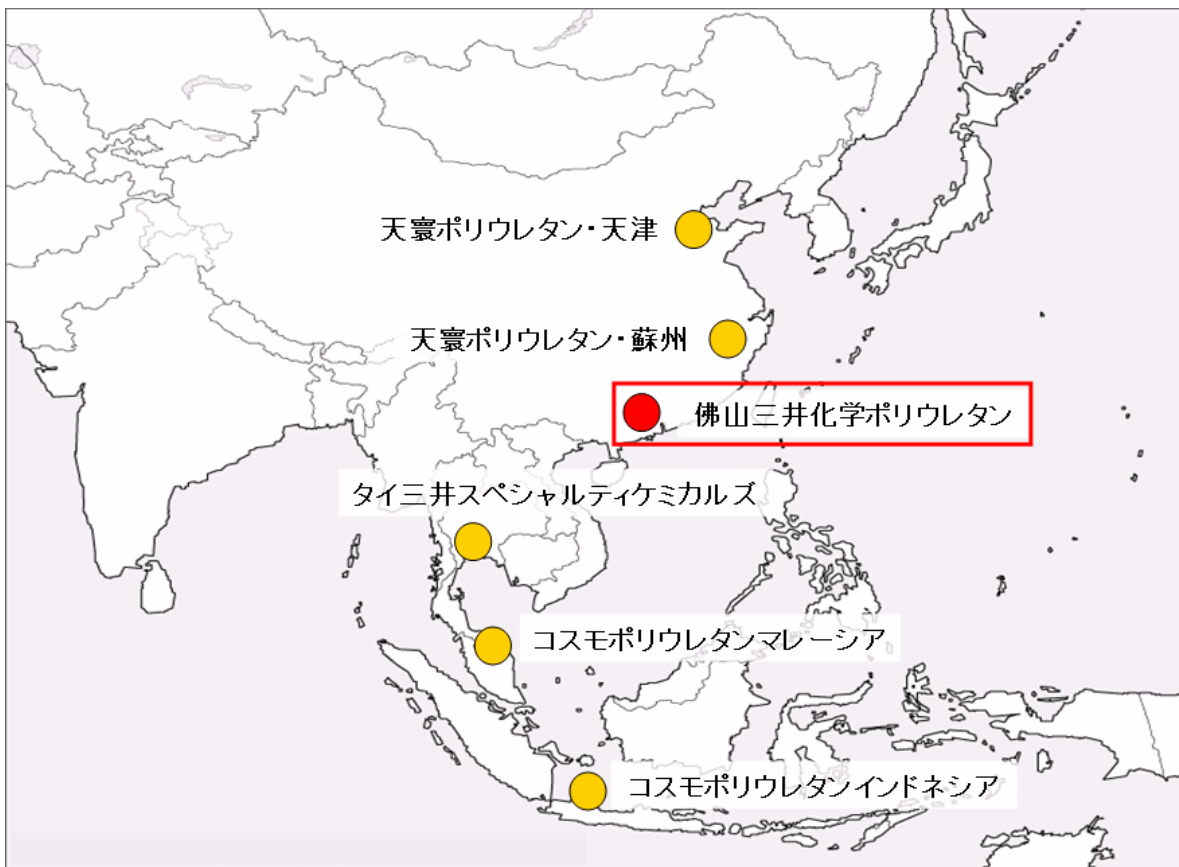 天寰ポリウレタン・天津
天寰ポリウレタン・蘇州
佛山三井化学ポリウレタン
タイ三井スペシャルティケミカルズ
コスモポリウレタンマレーシア
コスモポリウレタンインドネシア